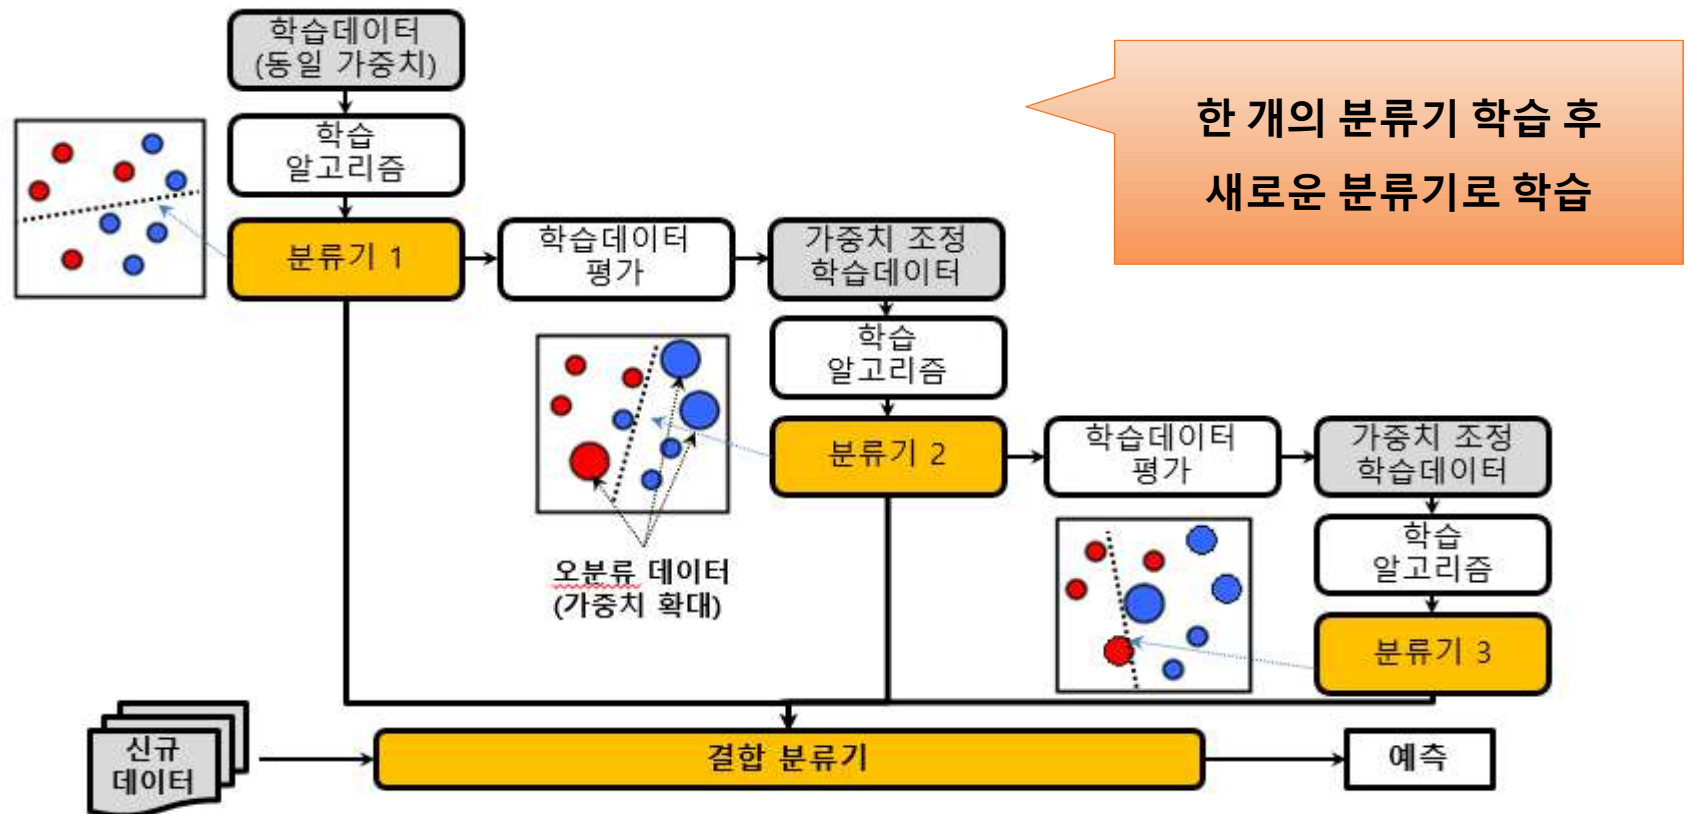 학습데이터
(동일 가중치)
학습
알고리즘
분류기 1
학습데이터
평가
가중치 조정
학습데이터
한 개의 분류기 학습 후
새로운 분류기로 학습
학습
알고리즘
분류기 2
학습데이터
평가
가중치 조정
학습데이터
오분류 데이터
(가중치 확대)
학습
알고리즘
분류기 3
신규
데이터
결합 분류기
예측